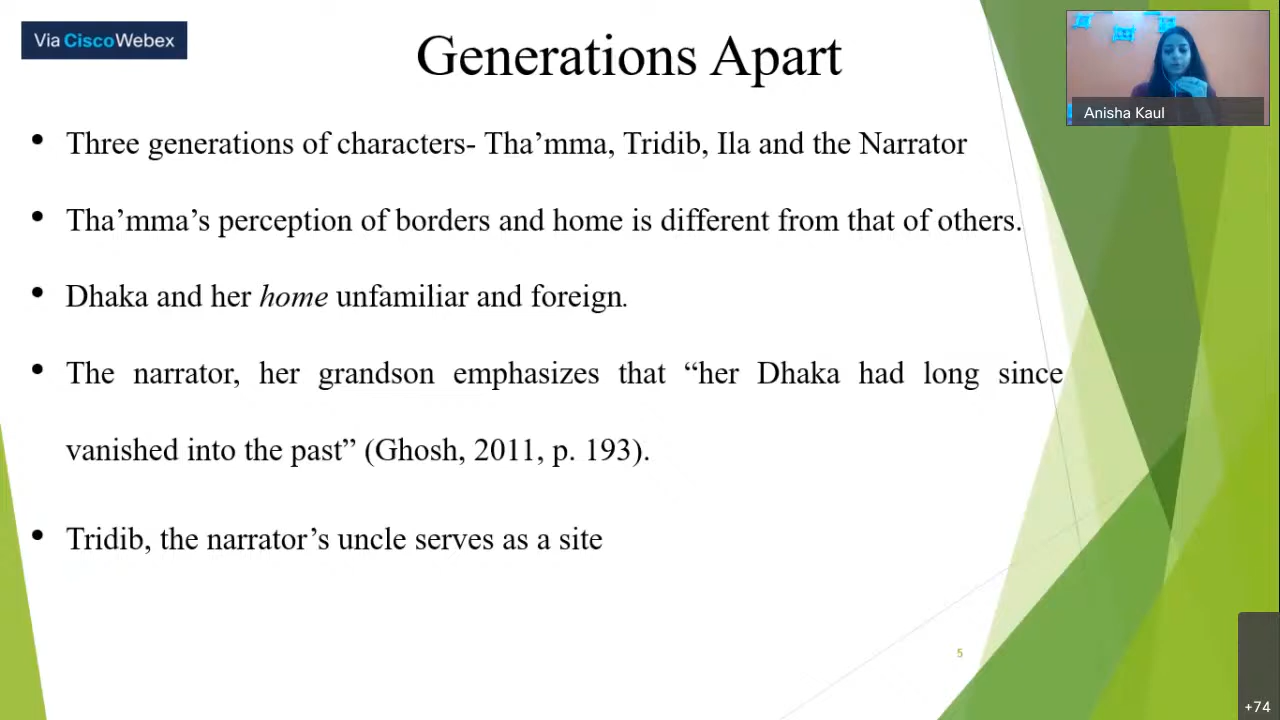 Via CiscoWebex
Generations Apart
Anisha Kaul
• Three generations of characters- Tha’mma, Tridib, Ila and the Narrator
• Tha’mma’s perception of borders and home is different from that of others.
• Dhaka and her home unfamiliar and foreign.
• The narrator, her grandson emphasizes that “her Dhaka had long since
vanished into the past” (Ghosh, 2011, p. 193).
• Tridib, the narrator’s uncle serves as a site
5
+74